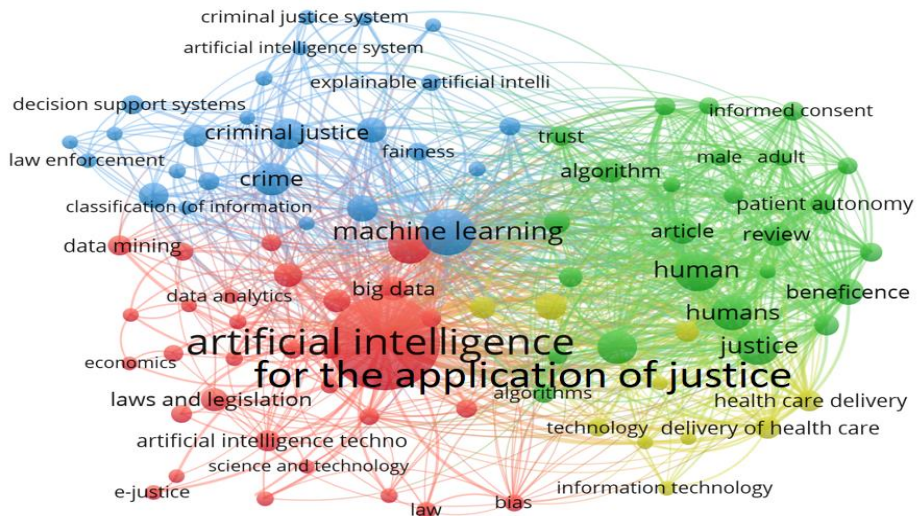 criminal justice system
artificial intelligence system
explainable artificial intelli
decision support systems
informed consent
criminal justice
trust
fairness
law enforcement
algorithm
male
adult
crime
classification (of information
patient autonomy
machine learning
article
review
data mining
human
big data
data analytics
beneficence
humans
artificial intelligence
justice
economics
for the application of justice
algorithms
laws and legislation
health care delivery
technology
delivery of health care
artificial intelligence techno
science and technology
e-justice
information technology
bias
law